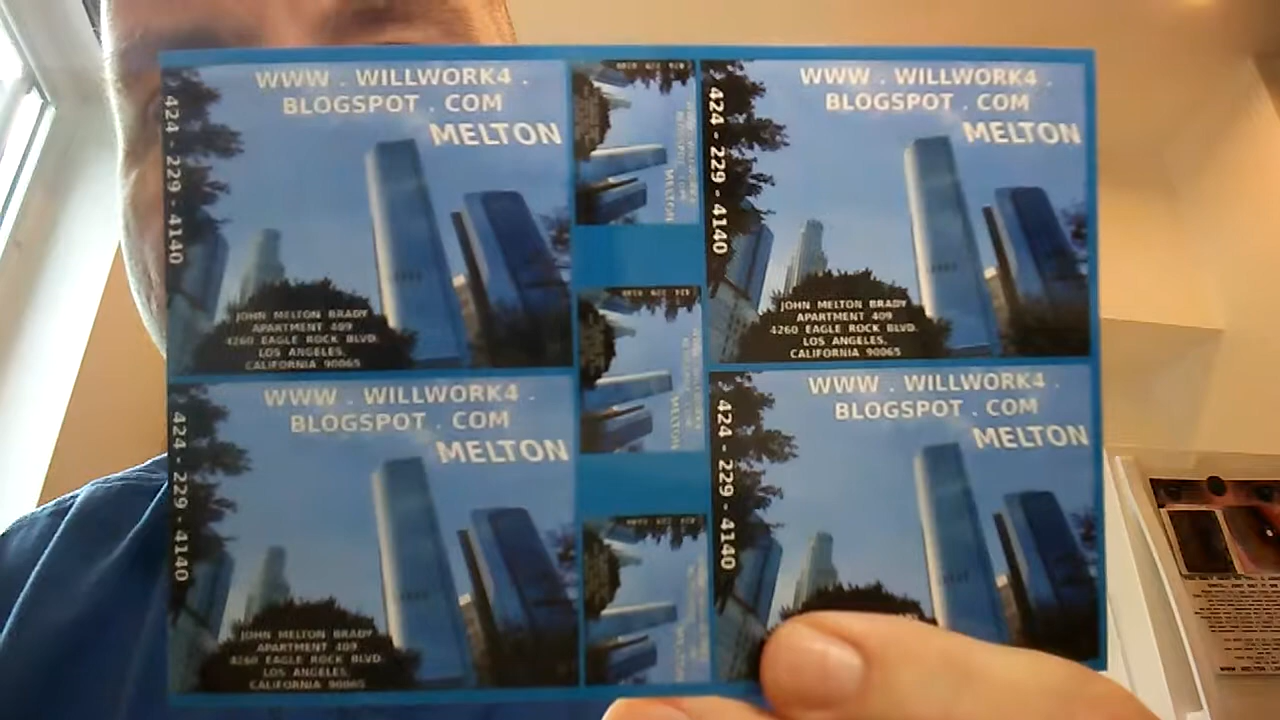 WWW . WILLWORK4 .
BLOGSPOT . COM
MELTON
424 - 229 - 4140
JOHN MELTON BRADY
APARTMENT 409
4260 EAGLE ROCK BLVD.
LOS ANGELES,
CALIFORNIA 90065
MELTON
WWW . WILLWORK4 .
BLOGSPOT . COM
MELTON
424 - 229 - 4140
JOHN MELTON BRADY
APARTMENT 409
4260 EAGLE ROCK BLVD.
LOS ANGELES,
CALIFORNIA 90065
WWW . WILLWORK4 .
BLOGSPOT . COM
MELTON
424 - 229 - 4140
JOHN MELTON BRADY
APARTMENT 409
4260 EAGLE ROCK BLVD.
LOS ANGELES,
CALIFORNIA 90065
MELTON
WWW . WILLWORK4 .
BLOGSPOT . COM
MELTON
424 - 229 - 4140